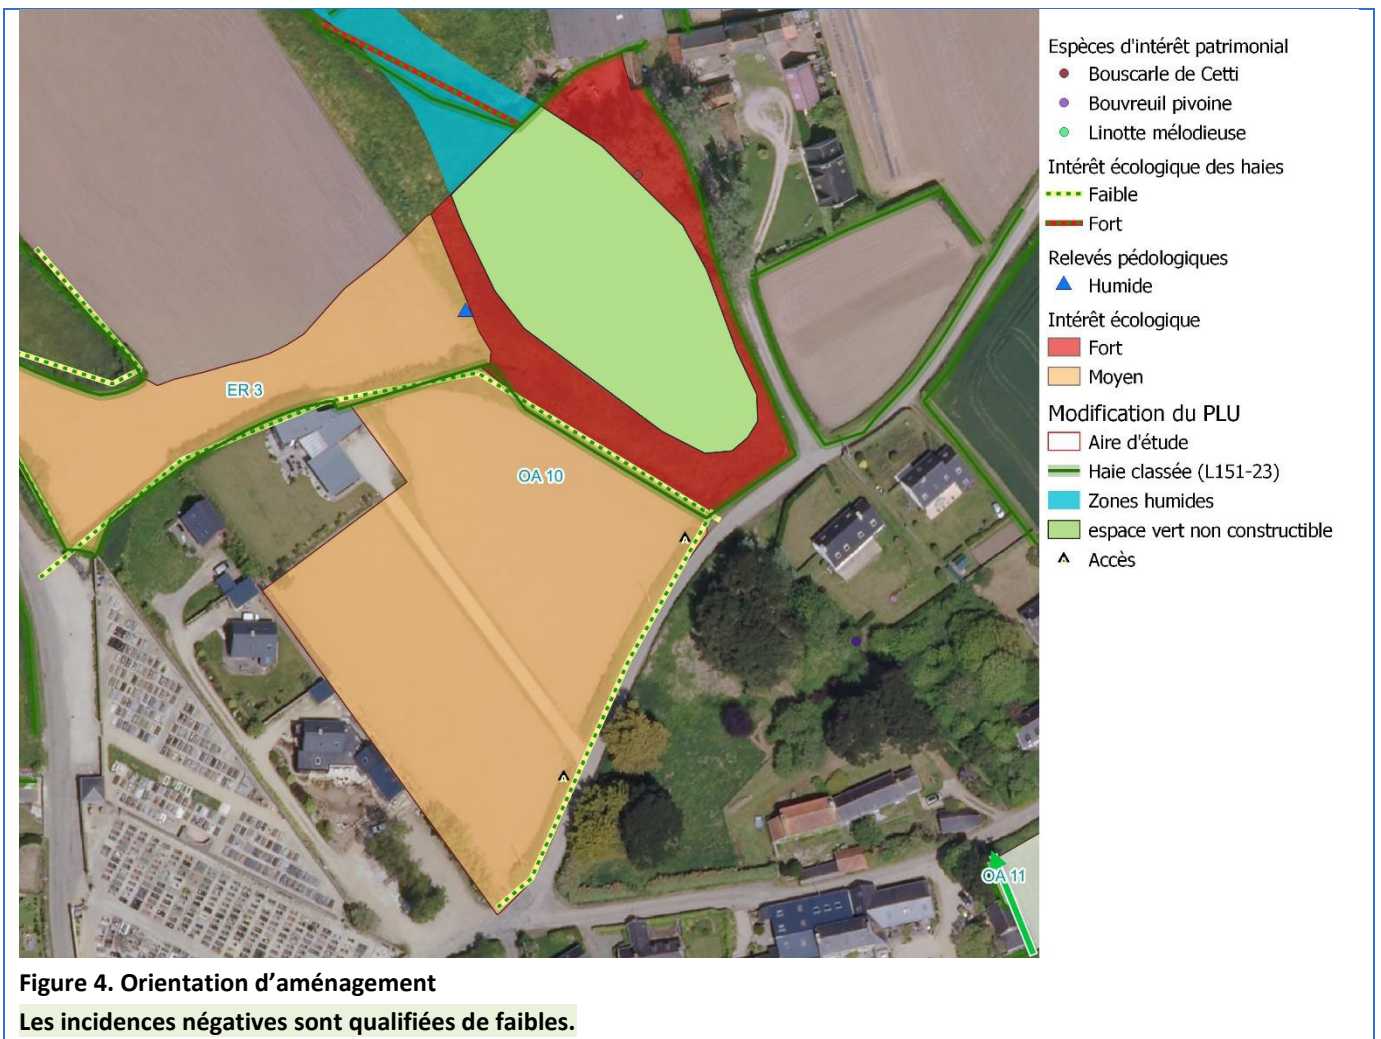 Espèces d'intérêt patrimonial
Bouscarle de Cetti
Bouvreuil pivoine
Linotte mélodieuse
Intérêt écologique des haies
Faible
Fort
Relevés pédologiques
Humide
Intérêt écologique
Fort
Moyen
Modification du PLU
Aire d'étude
Haie classée (L151-23)
Zones humides
espace vert non constructible
Accès
ER 3
OA 10
OA 11
Figure 4. Orientation d’aménagement
Les incidences négatives sont qualifiées de faibles.